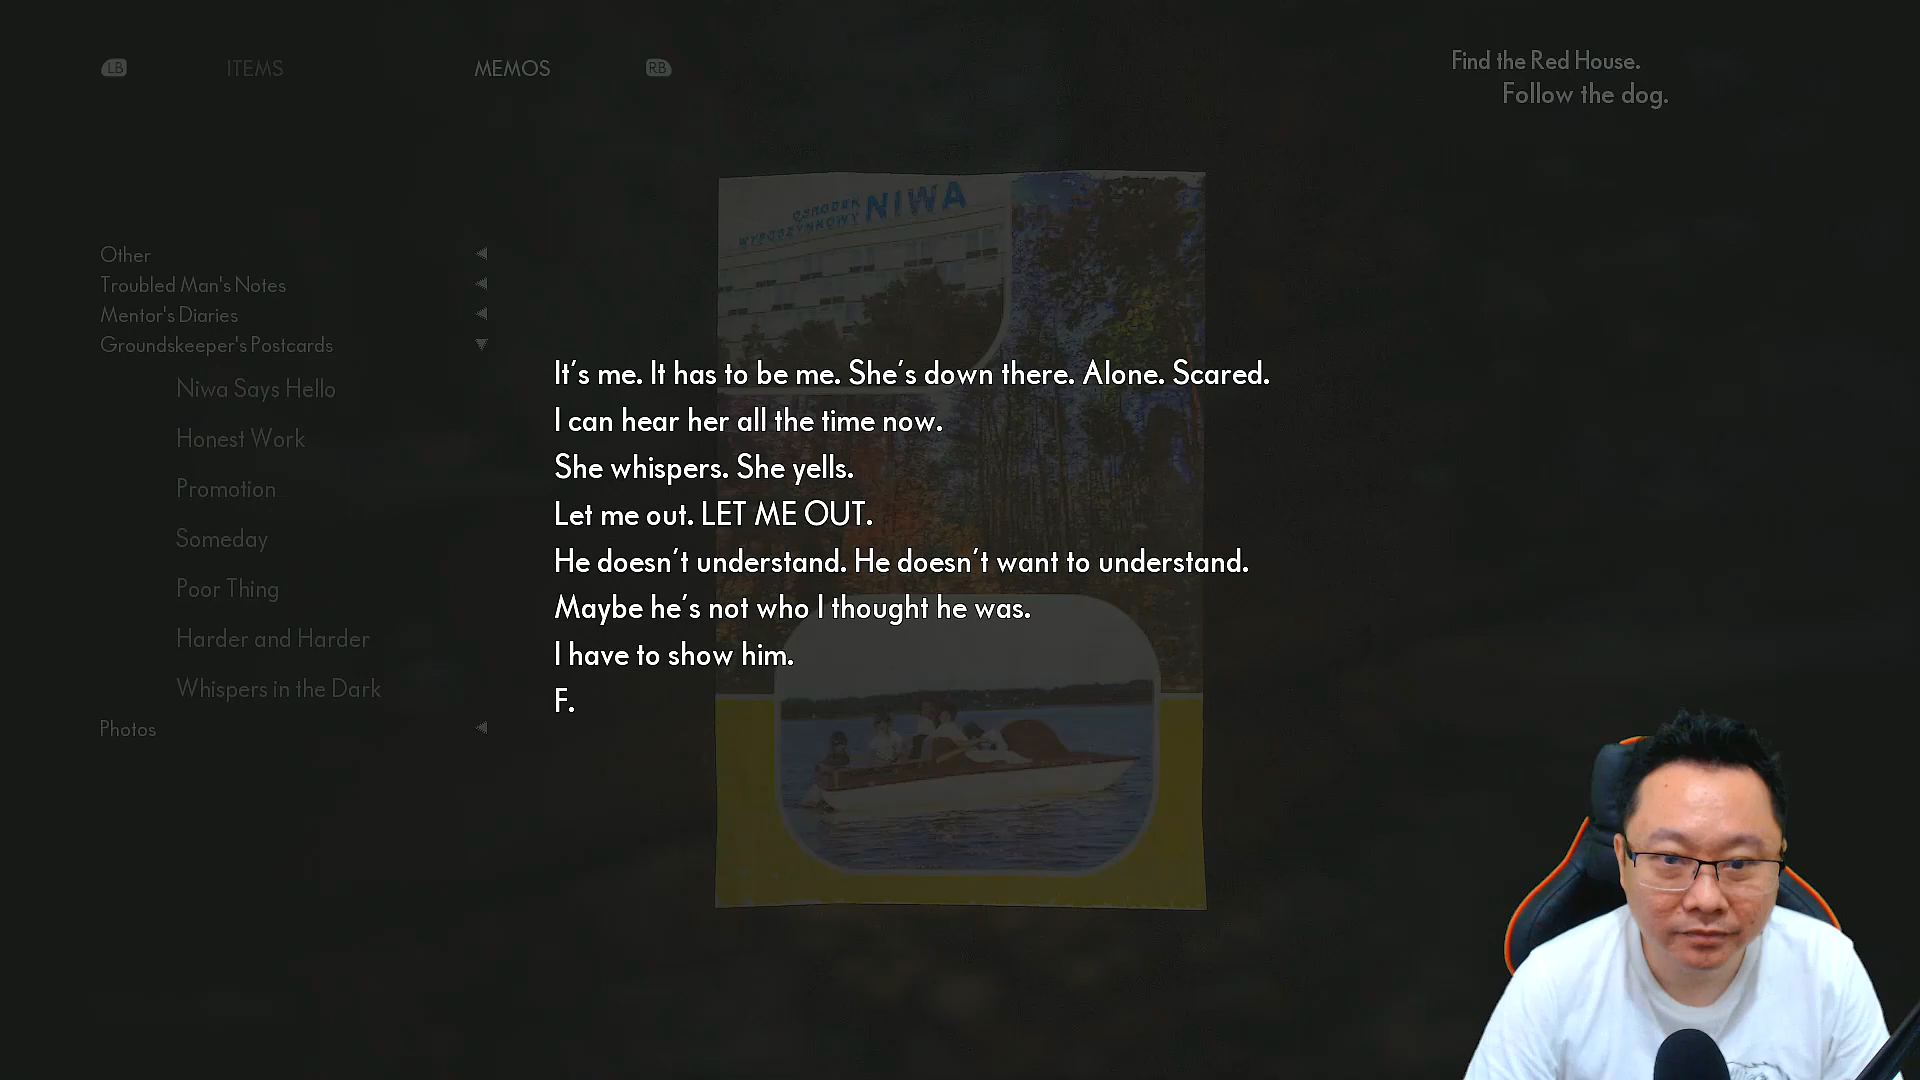 LB
ITEMS
MEMOS
RB
Find the Red House.
Follow the dog.
OŚRODEK
WYPOCZYNKOWY
NIWA
Other
Troubled Man's Notes
Mentor's Diaries
Groundskeeper's Postcards
Niwa Says Hello
Honest Work
Promotion
Someday
Poor Thing
Harder and Harder
Whispers in the Dark
Photos
It's me. It has to be me. She's down there. Alone. Scared.
I can hear her all the time now.
She whispers. She yells.
Let me out. LET ME OUT.
He doesn't understand. He doesn't want to understand.
Maybe he's not who I thought he was.
I have to show him.
F.